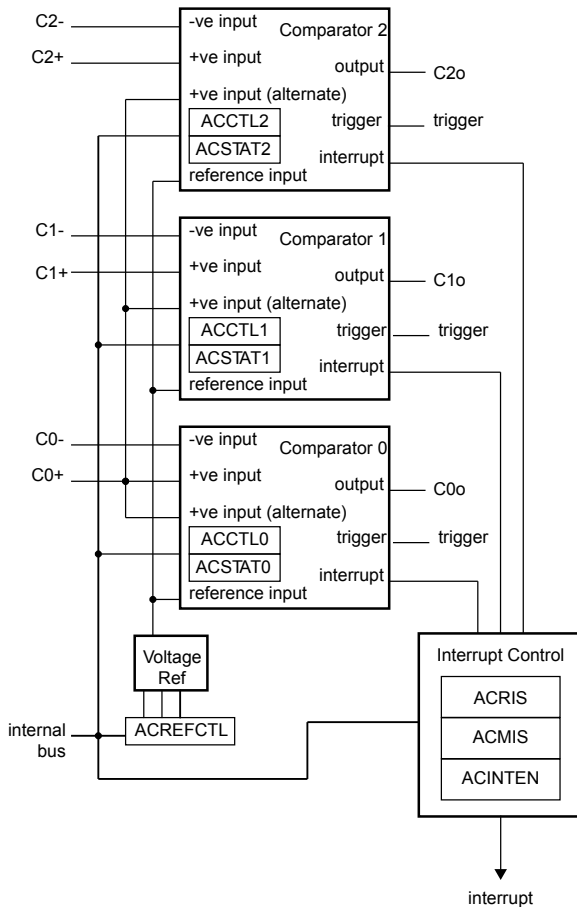 C2-
-ve input
Comparator 2
C2+
+ve input
output
C2o
+ve input (alternate)
ACCTL2
trigger
trigger
ACSTAT2
interrupt
reference input
C1-
-ve input
Comparator 1
C1+
+ve input
output
C1o
+ve input (alternate)
ACCTL1
trigger
trigger
ACSTAT1
interrupt
reference input
C0-
-ve input
Comparator 0
C0+
+ve input
output
C0o
+ve input (alternate)
ACCTL0
trigger
trigger
ACSTAT0
interrupt
reference input
Voltage
Ref
Interrupt Control
ACRIS
internal
bus
ACREFCTL
ACMIS
ACINTEN
interrupt